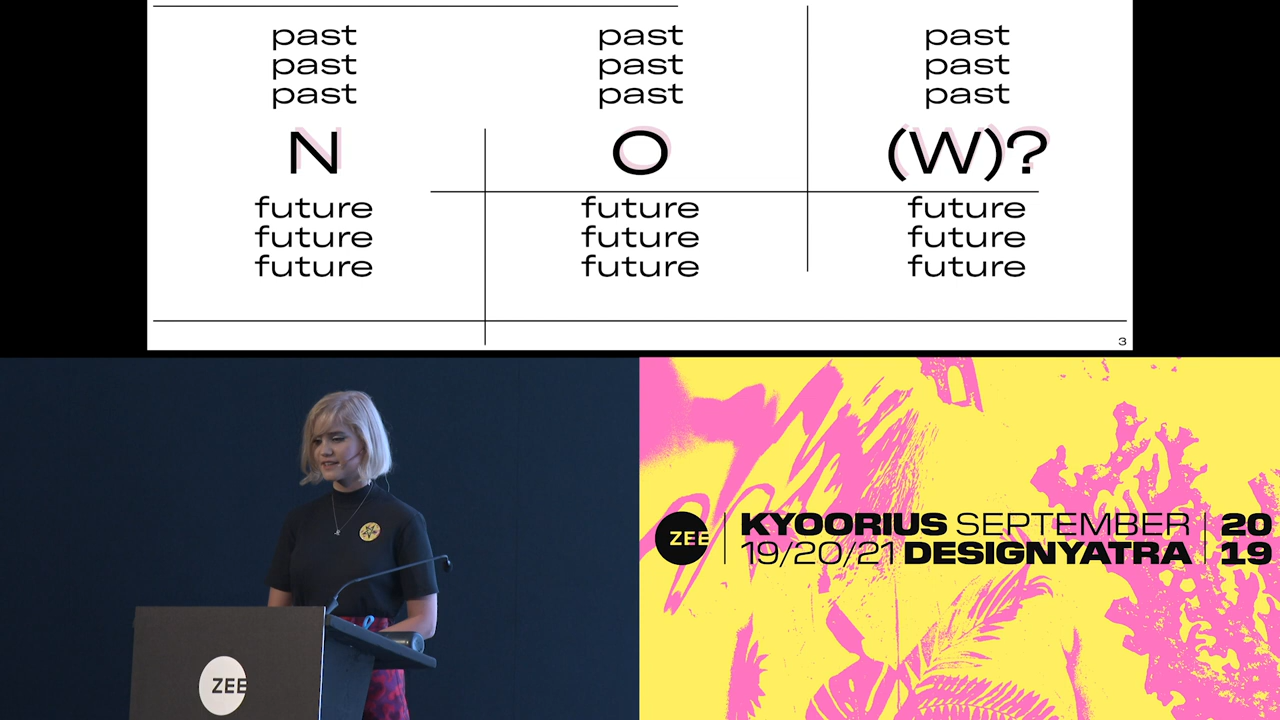 past past past
past past past
past past past
N O (W)?
future future future
future future future
future future future
3
ZEE
ZEE
KYOORIUS SEPTEMBER
19/20/21 DESIGNYATRA
20
19